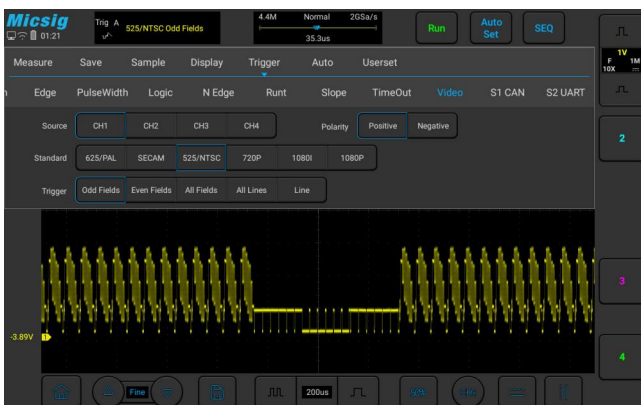 Micsig
01:21
Trig A
525/NTSC Odd Fields
4.4M Normal 2GSa/s
35.3us
Run
Auto Set
SEQ
Measure Save Sample Display Trigger Auto Userset
n Edge PulseWidth Logic N Edge Runt Slope TimeOut Video S1 CAN S2 UART
Source CH1 CH2 CH3 CH4 Polarity Positive Negative
Standard 625/PAL SECAM 525/NTSC 720P 1080I 1080P
Trigger Odd Fields Even Fields All Fields All Lines Line
1V
F 1M
10X
2
3
4
-3.89V 1
Fine
200us
50%